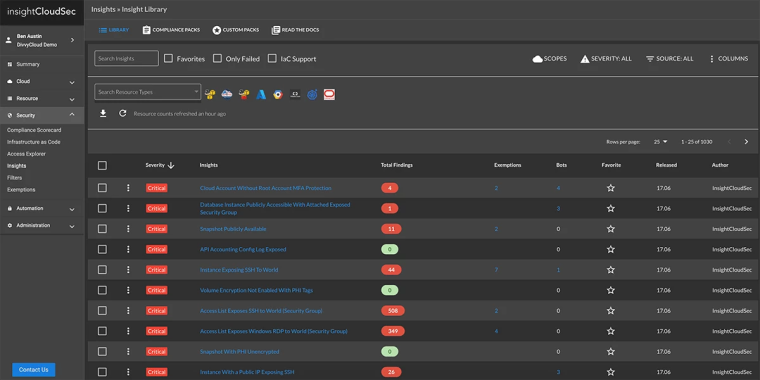 insightCloudSec
Insights » Insight Library
Ben Austin
DivvyCloud Demo
LIBRARY
COMPLIANCE PACKS
CUSTOM PACKS
READ THE DOCS
Summary
Cloud
Resource
Security
Compliance Scorecard
Infrastructure as Code
Access Explorer
Insights
Filters
Exemptions
Automation
Administration
Contact Us
Search Insights
Favorites
Only Failed
IaC Support
SCOPES
SEVERITY: ALL
SOURCE: ALL
COLUMNS
Search Resource Types
Resource counts refreshed an hour ago.
Rows per page: 25 1 - 25 of 1030
Severity Insights Total Findings Exemptions Bots Favorite Released Author
Critical Cloud Account Without Root Account MFA Protection 4 2 4 17.06 InsightCloudSec
Critical Database Instance Publicly Accessible With Attached Exposed
Security Group 1 3 17.06 InsightCloudSec
Critical Snapshot Publicly Available 11 2 0 17.06 InsightCloudSec
Critical API Accounting Config Log Exposed 0 0 17.06 InsightCloudSec
Critical Instance Exposing SSH To World 44 7 1 17.06 InsightCloudSec
Critical Volume Encryption Not Enabled With PHI Tags 0 0 17.06 InsightCloudSec
Critical Access List Exposes SSH to World (Security Group) 508 2 0 17.06 InsightCloudSec
Critical Access List Exposes Windows RDP to World (Security Group) 349 4 0 17.06 InsightCloudSec
Critical Snapshot With PHI Unencrypted 0 0 17.06 InsightCloudSec
Critical Instance With a Public IP Exposing SSH 26 3 17.06 InsightCloudSec